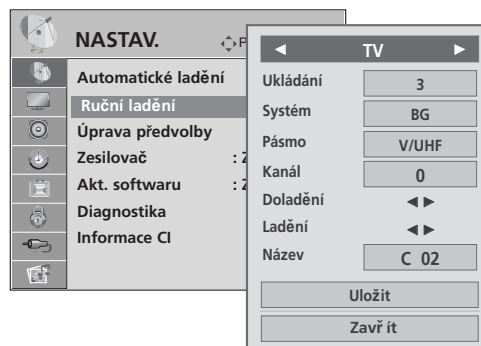 NASTAV.
P
Automatické ladění
Ruční ladění
Úprava předvolby
Zesilovač : Z
Akt. softwaru : Z
Diagnostika
Informace CI
◄ TV ►
Ukládání 3
Systém BG
Pásmo V/UHF
Kanál 0
Doladění ◄►
Ladění ◄►
Název C 02
Uložit
Zavř ít